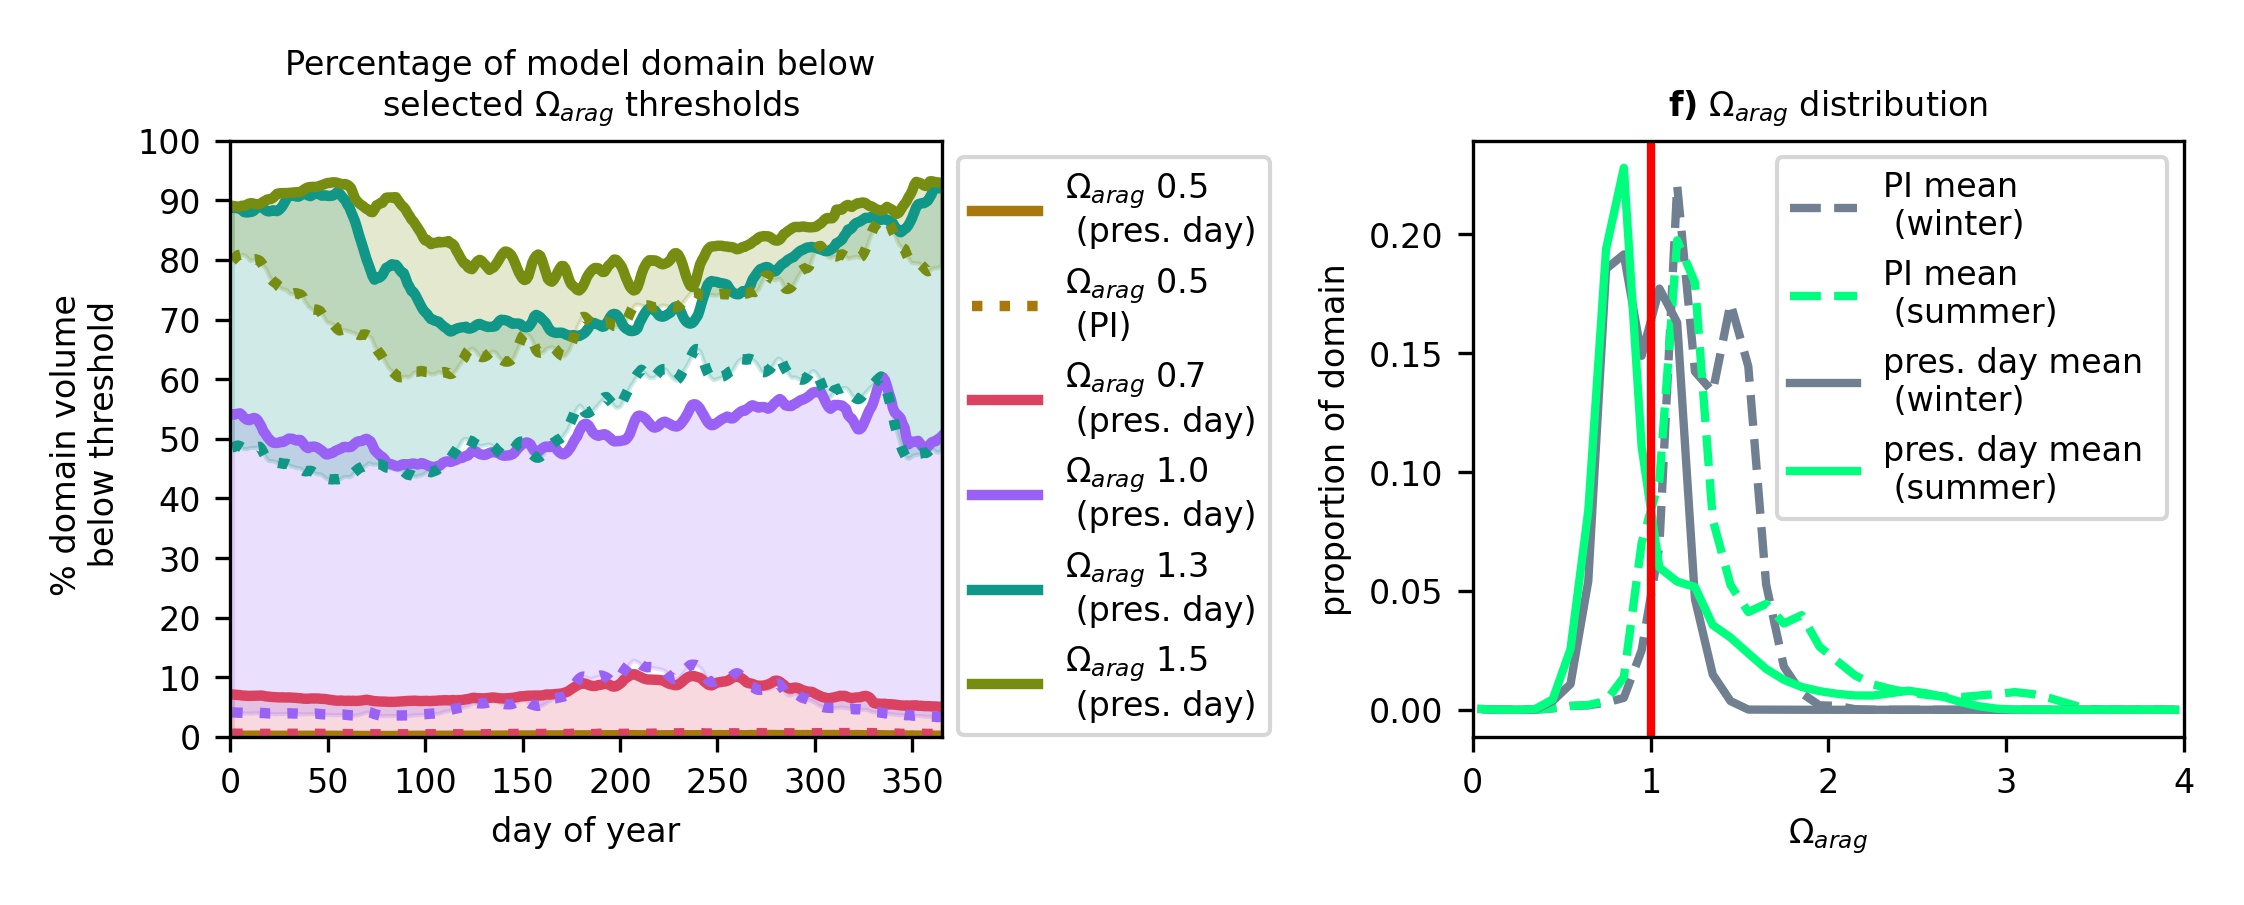 Percentage of model domain below
selected Ωarag thresholds
% domain volume
below threshold
100
90
80
70
60
50
40
30
20
10
0
0 50 100 150 200 250 300 350
day of year
Ωarag 0.5
(pres. day)
Ωarag 0.5
(PI)
Ωarag 0.7
(pres. day)
Ωarag 1.0
(pres. day)
Ωarag 1.3
(pres. day)
Ωarag 1.5
(pres. day)
f) Ωarag distribution
proportion of domain
0.20
0.15
0.10
0.05
0.00
0 1 2 3 4
Ωarag
PI mean
(winter)
PI mean
(summer)
pres. day mean
(winter)
pres. day mean
(summer)